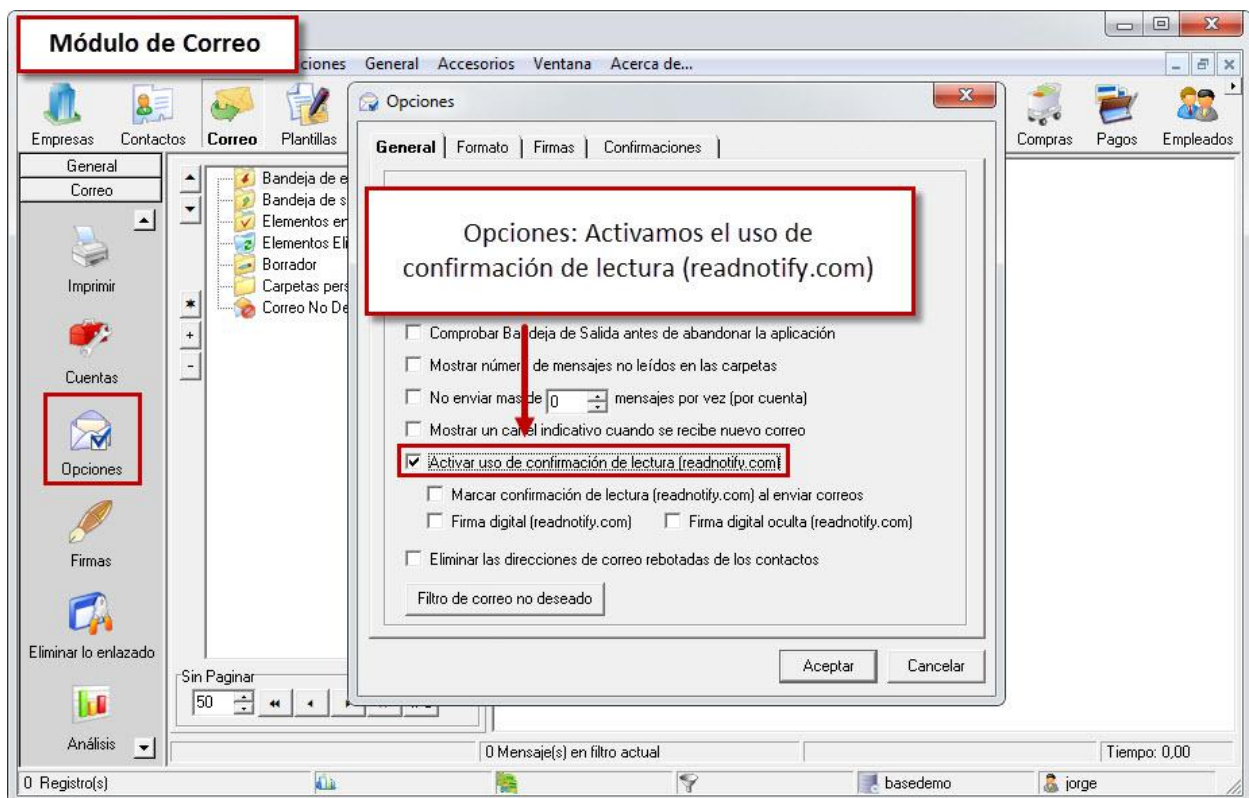 Módulo de Correo
ciones General Accesorios Ventana Acerca de...
Empresas Contactos Correo Plantillas
Compras Pagos Empleados
General
Correo
Imprimir
Cuentas
Opciones
Firmas
Eliminar lo enlazado
Análisis
Bandeja de e
Bandeja de s
Elementos en
Elementos Eli
Borrador
Carpetas pers
Correo No De
Sin Paginar
50
Opciones
General Formato Firmas Confirmaciones
Opciones: Activamos el uso de
confirmación de lectura (readnotify.com)
Comprobar Bandeja de Salida antes de abandonar la aplicación
Mostrar número de mensajes no leídos en las carpetas
No enviar mas de 0 mensajes por vez (por cuenta)
Mostrar un cartel indicativo cuando se recibe nuevo correo
Activar uso de confirmación de lectura (readnotify.com)
Marcar confirmación de lectura (readnotify.com) al enviar correos
Firma digital (readnotify.com) Firma digital oculta (readnotify.com)
Eliminar las direcciones de correo rebotadas de los contactos
Filtro de correo no deseado
Aceptar Cancelar
0 Mensaje(s) en filtro actual
Tiempo: 0,00
0 Registro(s)
basedemo
jorge